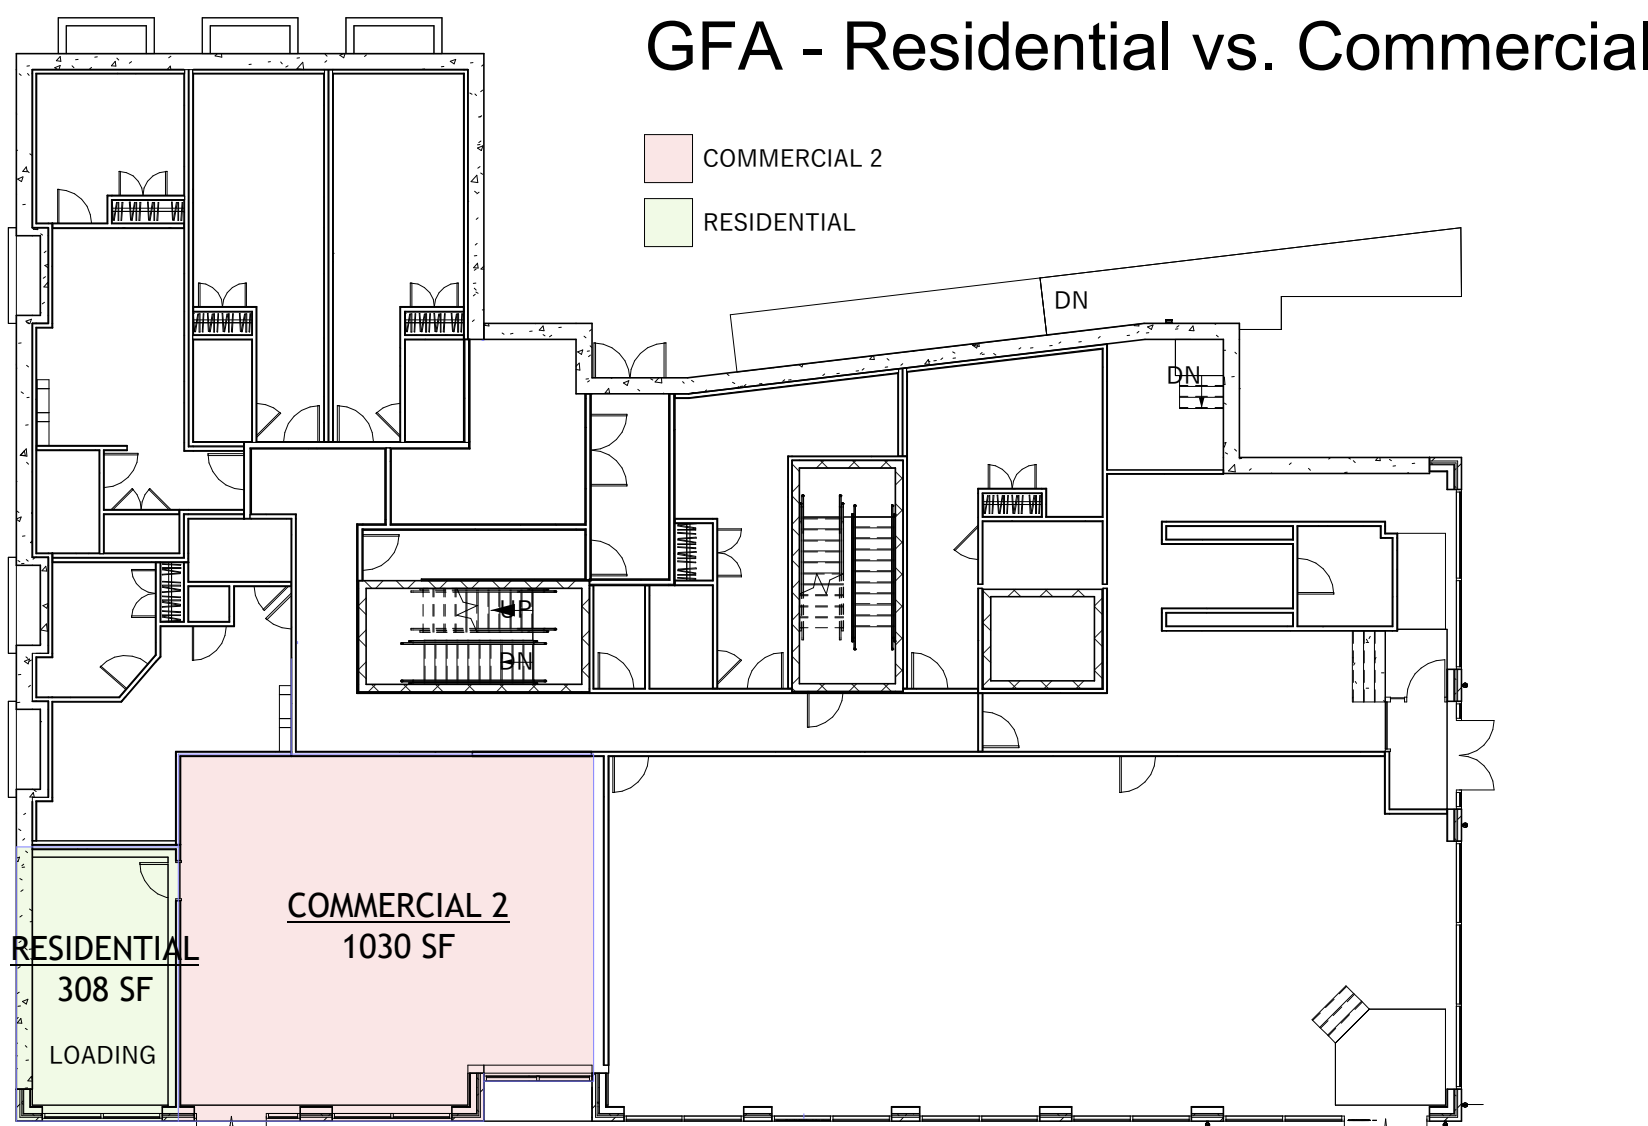 GFA - Residential vs. Commercial
COMMERCIAL 2
RESIDENTIAL
DN
DN
UP
DN
COMMERCIAL 2
1030 SF
RESIDENTIAL
308 SF
LOADING